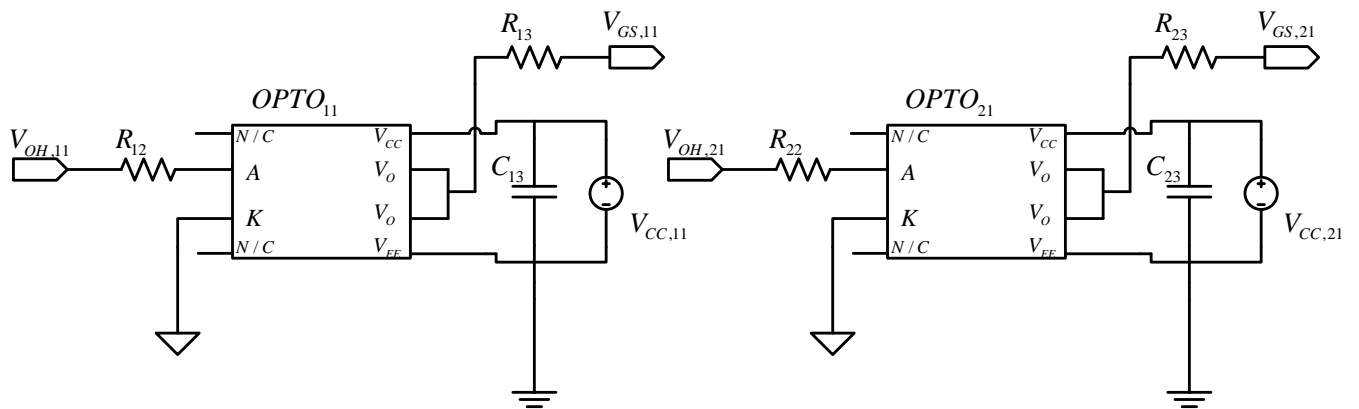 R13
VGS,11
OPTO11
VOH,11
R12
N/C
A
K
N/C
VCC
VO
VO
VEE
C13
VCC,11
R23
VGS,21
OPTO21
VOH,21
R22
N/C
A
K
N/C
VCC
VO
VO
VEE
C23
VCC,21